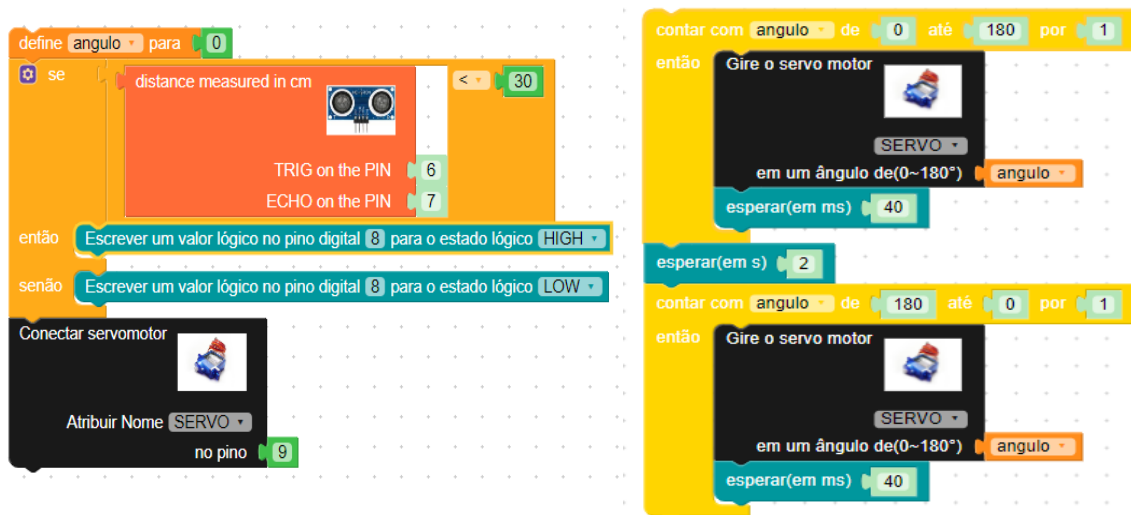 define angulo para 0
se distance measured in cm < 30
TRIG on the PIN 6
ECHO on the PIN 7
então Escrever um valor lógico no pino digital 8 para o estado lógico HIGH
senão Escrever um valor lógico no pino digital 8 para o estado lógico LOW
Conectar servomotor
Atribuir Nome SERVO
no pino 9
contar com angulo de 0 até 180 por 1
então Gire o servo motor
SERVO
em um ângulo de(0~180°) angulo
esperar(em ms) 40
esperar(em s) 2
contar com angulo de 180 até 0 por 1
então Gire o servo motor
SERVO
em um ângulo de(0~180°) angulo
esperar(em ms) 40